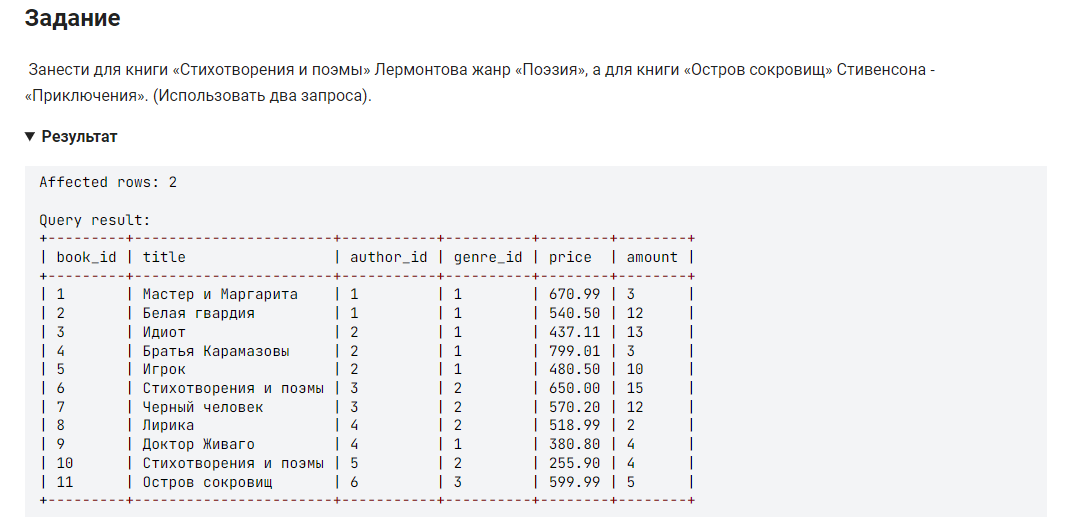 Задание
Занести для книги «Стихотворения и поэмы» Лермонтова жанр «Поэзия», а для книги «Остров сокровищ» Стивенсона -
«Приключения». (Использовать два запроса).
▼ Результат
Affected rows: 2
Query result:
+---------+-----------------------+-----------+----------+--------+--------+
| book_id | title                 | author_id | genre_id | price  | amount |
+---------+-----------------------+-----------+----------+--------+--------+
| 1       | Мастер и Маргарита    | 1         | 1        | 670.99 | 3      |
| 2       | Белая гвардия         | 1         | 1        | 540.50 | 12     |
| 3       | Идиот                 | 2         | 1        | 437.11 | 13     |
| 4       | Братья Карамазовы     | 2         | 1        | 799.01 | 3      |
| 5       | Игрок                 | 2         | 1        | 480.50 | 10     |
| 6       | Стихотворения и поэмы | 3         | 2        | 650.00 | 15     |
| 7       | Черный человек        | 3         | 2        | 570.20 | 12     |
| 8       | Лирика                | 4         | 2        | 518.99 | 2      |
| 9       | Доктор Живаго         | 4         | 1        | 380.80 | 4      |
| 10      | Стихотворения и поэмы | 5         | 2        | 255.90 | 4      |
| 11      | Остров сокровищ       | 6         | 3        | 599.99 | 5      |
+---------+-----------------------+-----------+----------+--------+--------+